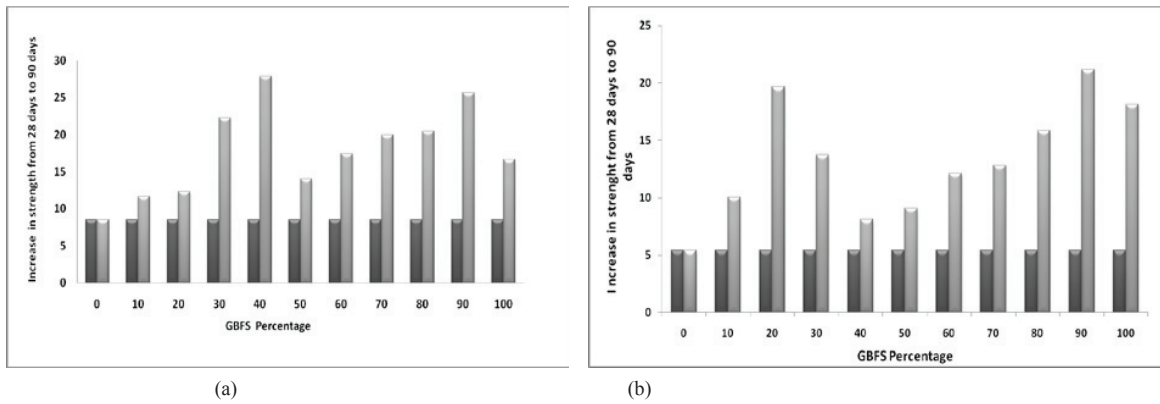 Increase in strength from 28 days to 90 days
30
25
20
15
10
5
0
0 10 20 30 40 50 60 70 80 90 100
GBFS Percentage
(a)
I ncrease in strenght from 28 days to 90
days
25
20
15
10
5
0
0 10 20 30 40 50 60 70 80 90 100
GBFS Percentage
(b)